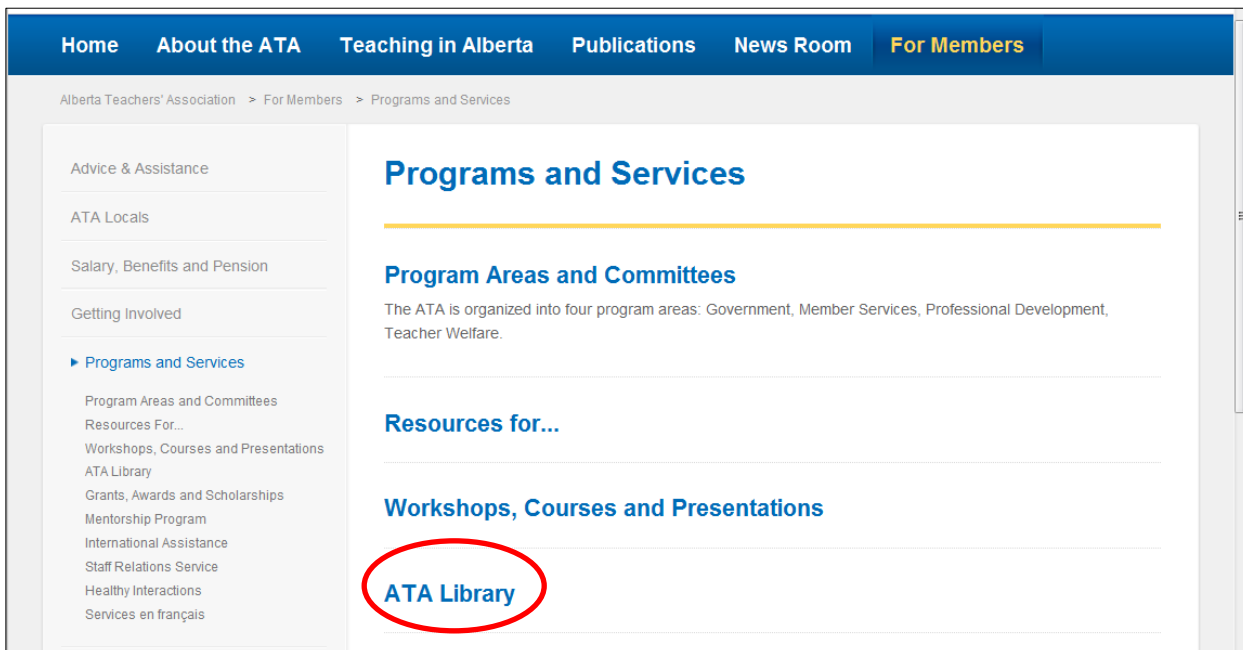 Home About the ATA Teaching in Alberta Publications News Room For Members
Alberta Teachers' Association > For Members > Programs and Services
Advice & Assistance
ATA Locals
Salary, Benefits and Pension
Getting Involved
Programs and Services
Program Areas and Committees
Resources For...
Workshops, Courses and Presentations
ATA Library
Grants, Awards and Scholarships
Mentorship Program
International Assistance
Staff Relations Service
Healthy Interactions
Services en français
Programs and Services
Program Areas and Committees
The ATA is organized into four program areas: Government, Member Services, Professional Development,
Teacher Welfare.
Resources for...
Workshops, Courses and Presentations
ATA Library